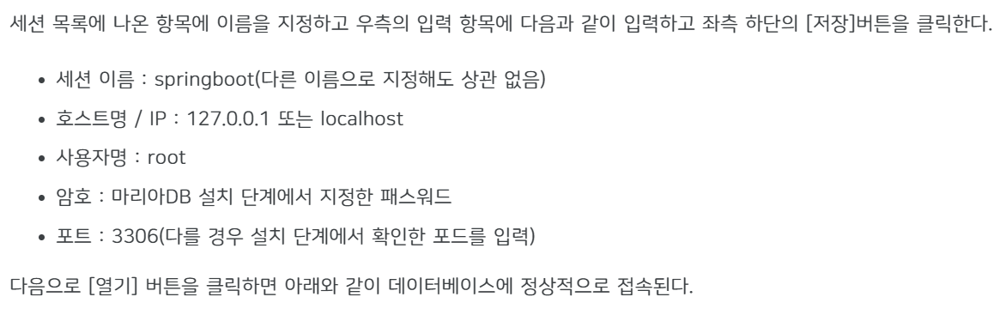 세션 목록에 나온 항목에 이름을 지정하고 우측의 입력 항목에 다음과 같이 입력하고 좌측 하단의 [저장]버튼을 클릭한다.
• 세션 이름 : springboot(다른 이름으로 지정해도 상관 없음)
• 호스트명 / IP : 127.0.0.1 또는 localhost
• 사용자명 : root
• 암호 : 마리아DB 설치 단계에서 지정한 패스워드
• 포트 : 3306(다를 경우 설치 단계에서 확인한 포드를 입력)
다음으로 [열기] 버튼을 클릭하면 아래와 같이 데이터베이스에 정상적으로 접속된다.